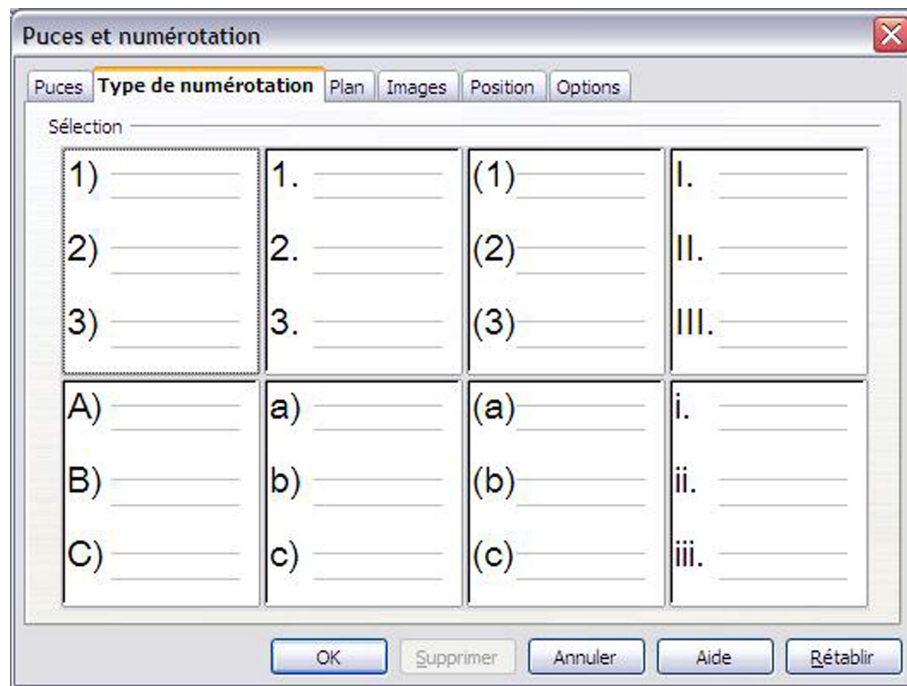 Puces et numérotation
Puces Type de numérotation Plan Images Position Options
Sélection
1) 1. (1) I.
2) 2. (2) II.
3) 3. (3) III.
A) a) (a) i.
B) b) (b) ii.
C) c) (c) iii.
OK Supprimer Annuler Aide Rétablir